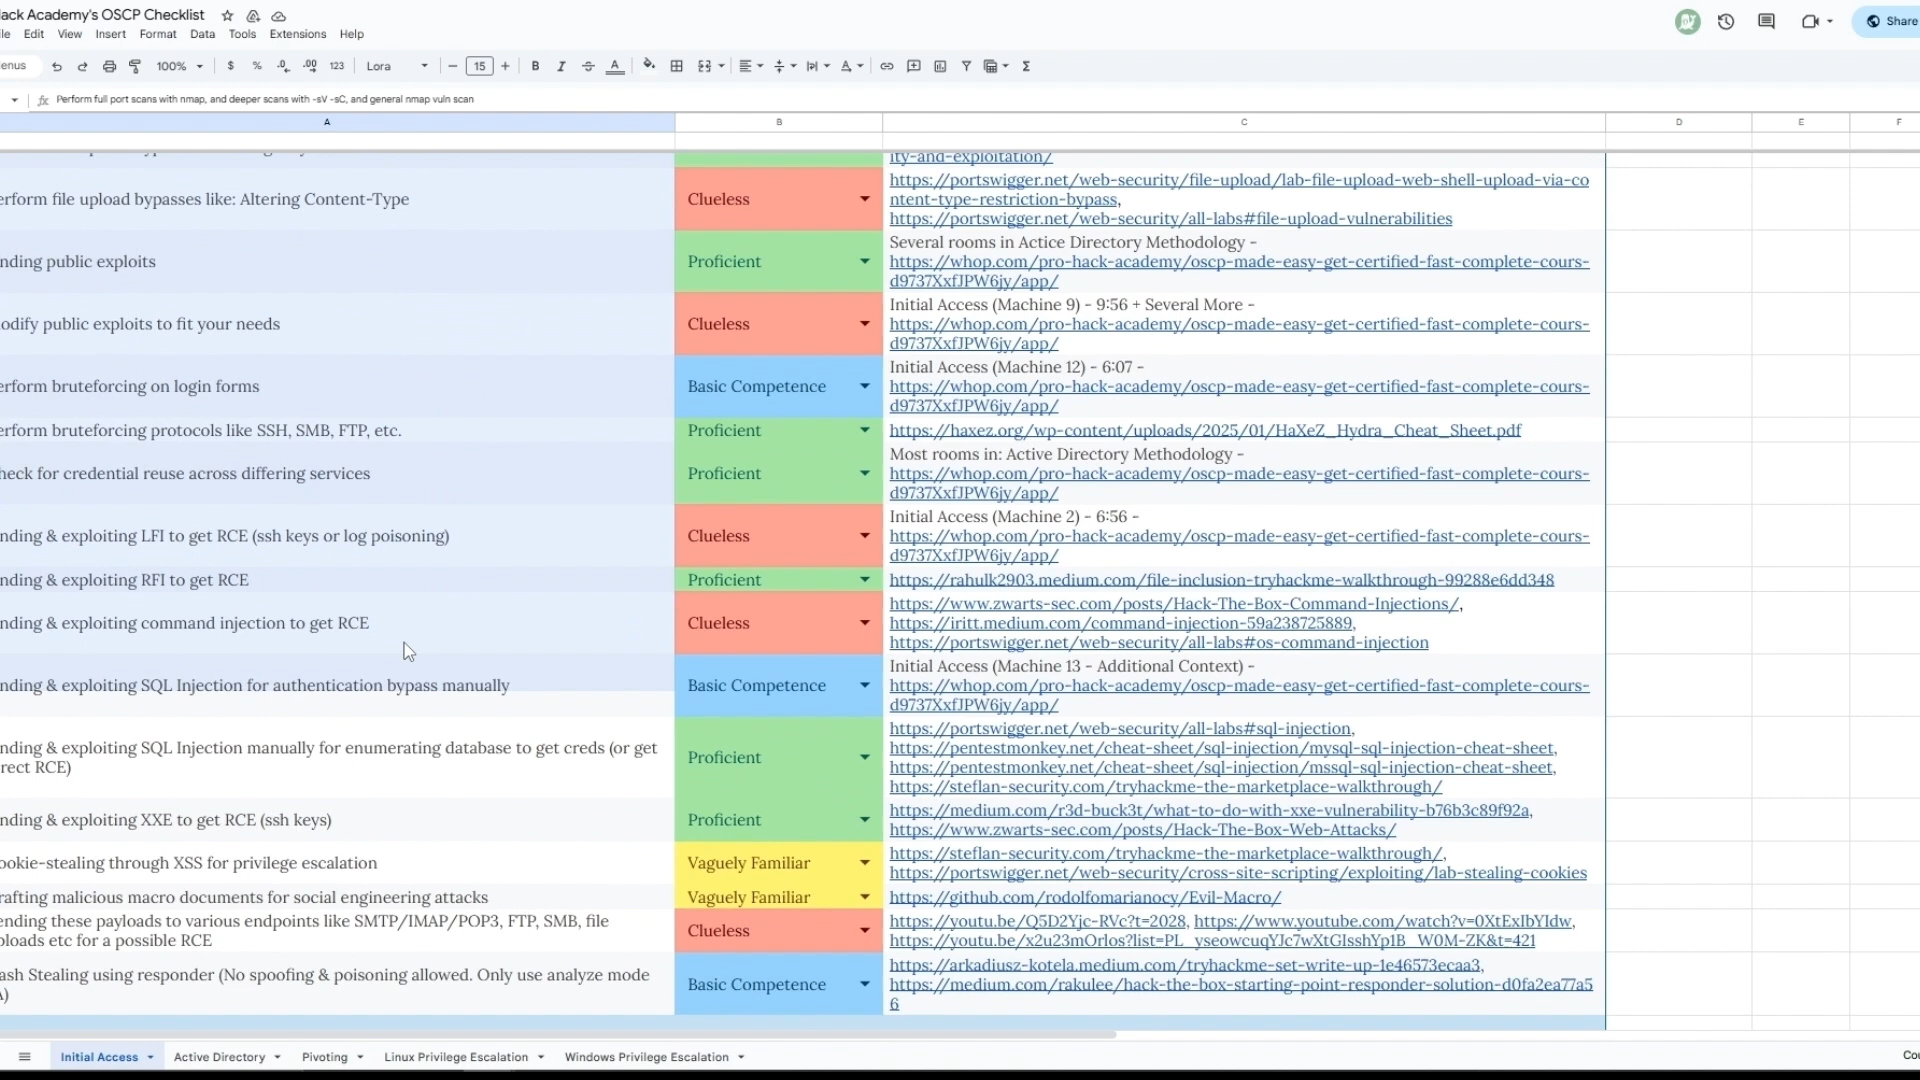 ack Academy's OSCP Checklist
le Edit View Insert Format Data Tools Extensions Help
Share
enus 100% $ % .0 .00 123 Lora 15 B I A Σ
fx Perform full port scans with nmap, and deeper scans with -sV -sC, and general nmap vuln scan
A B C D E F
ity-and-exploitation/
erform file upload bypasses like: Altering Content-Type
Clueless
https://portswigger.net/web-security/file-upload/lab-file-upload-web-shell-upload-via-co
ntent-type-restriction-bypass,
https://portswigger.net/web-security/all-labs#file-upload-vulnerabilities
nding public exploits
Proficient
Several rooms in Actice Directory Methodology -
https://whop.com/pro-hack-academy/oscp-made-easy-get-certified-fast-complete-cours-
d9737XxfJPW6jy/app/
odify public exploits to fit your needs
Clueless
Initial Access (Machine 9) - 9:56 + Several More -
https://whop.com/pro-hack-academy/oscp-made-easy-get-certified-fast-complete-cours-
d9737XxfJPW6jy/app/
erform bruteforcing on login forms
Basic Competence
Initial Access (Machine 12) - 6:07 -
https://whop.com/pro-hack-academy/oscp-made-easy-get-certified-fast-complete-cours-
d9737XxfJPW6jy/app/
erform bruteforcing protocols like SSH, SMB, FTP, etc.
Proficient
https://haxez.org/wp-content/uploads/2025/01/HaXeZ_Hydra_Cheat_Sheet.pdf
heck for credential reuse across differing services
Proficient
Most rooms in: Active Directory Methodology -
https://whop.com/pro-hack-academy/oscp-made-easy-get-certified-fast-complete-cours-
d9737XxfJPW6jy/app/
nding & exploiting LFI to get RCE (ssh keys or log poisoning)
Clueless
Initial Access (Machine 2) - 6:56 -
https://whop.com/pro-hack-academy/oscp-made-easy-get-certified-fast-complete-cours-
d9737XxfJPW6jy/app/
nding & exploiting RFI to get RCE
Proficient
https://rahulk2903.medium.com/file-inclusion-tryhackme-walkthrough-99288e6dd348
nding & exploiting command injection to get RCE
Clueless
https://www.zwarts-sec.com/posts/Hack-The-Box-Command-Injections/,
https://iritt.medium.com/command-injection-59a238725889,
https://portswigger.net/web-security/all-labs#os-command-injection
nding & exploiting SQL Injection for authentication bypass manually
Basic Competence
Initial Access (Machine 13 - Additional Context) -
https://whop.com/pro-hack-academy/oscp-made-easy-get-certified-fast-complete-cours-
d9737XxfJPW6jy/app/
nding & exploiting SQL Injection manually for enumerating database to get creds (or get
rect RCE)
Proficient
https://portswigger.net/web-security/all-labs#sql-injection,
https://pentestmonkey.net/cheat-sheet/sql-injection/mysql-sql-injection-cheat-sheet,
https://pentestmonkey.net/cheat-sheet/sql-injection/mssql-sql-injection-cheat-sheet,
https://steflan-security.com/tryhackme-the-marketplace-walkthrough/
nding & exploiting XXE to get RCE (ssh keys)
Proficient
https://medium.com/r3d-buck3t/what-to-do-with-xxe-vulnerability-b76b3c89f92a,
https://www.zwarts-sec.com/posts/Hack-The-Box-Web-Attacks/
ookie-stealing through XSS for privilege escalation
Vaguely Familiar
https://steflan-security.com/tryhackme-the-marketplace-walkthrough/,
https://portswigger.net/web-security/cross-site-scripting/exploiting/lab-stealing-cookies
rafting malicious macro documents for social engineering attacks
Vaguely Familiar
https://github.com/rodolfomarianocy/Evil-Macro/
ending these payloads to various endpoints like SMTP/IMAP/POP3, FTP, SMB, file
ploads etc for a possible RCE
Clueless
https://youtu.be/Q5D2Yjc-RVc?t=2028, https://www.youtube.com/watch?v=0XtExIbYIdw,
https://youtu.be/x2u23mOrlos?list=PL_yseowcuqYJc7wXtGIsshYp1B_W0M-ZK&t=421
ash Stealing using responder (No spoofing & poisoning allowed. Only use analyze mode
A)
Basic Competence
https://arkadiusz-kotela.medium.com/tryhackme-set-write-up-1e46573ecaa3,
https://medium.com/rakulee/hack-the-box-starting-point-responder-solution-d0fa2ea77a5
6
Initial Access Active Directory Pivoting Linux Privilege Escalation Windows Privilege Escalation
Cou